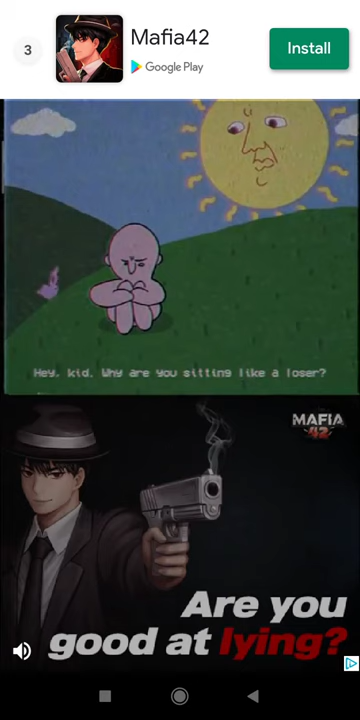 3
Mafia42
Google Play
Install
Hey, kid. Why are you sitting like a loser?
MAFIA
42
Are you
good at lying?